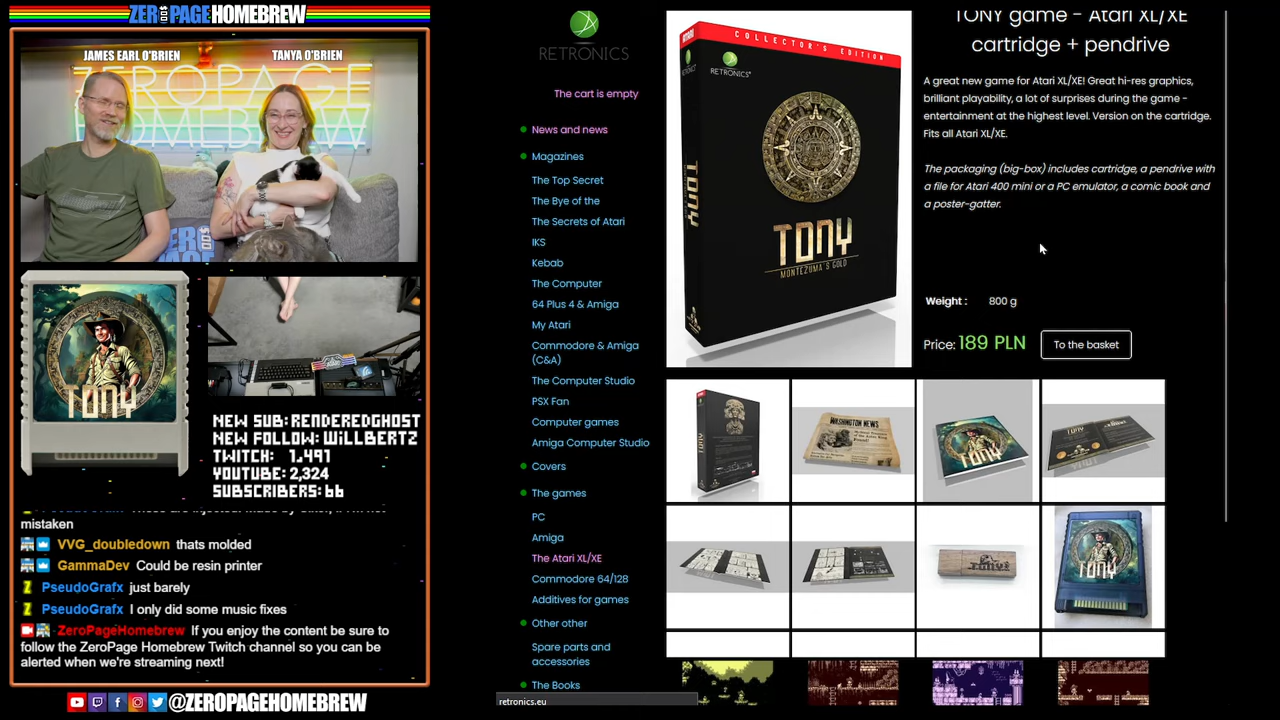 ZEROPAGE HOMEBREW
JAMES EARL O'BRIEN
TANYA O'BRIEN
ZEROPAGE
HOMEBREW
TONY
NEW SUB: RENDEREDGHOST
NEW FOLLOW: WILLBERTZ
TWITCH: 1,491
YOUTUBE: 2,324
SUBSCRIBERS: 66
mistaken
VVG_doubledown thats molded
GammaDev Could be resin printer
PseudoGrafx just barely
PseudoGrafx I only did some music fixes
ZeroPageHomebrew If you enjoy the content be sure to
follow the ZeroPage Homebrew Twitch channel so you can
be alerted when we're streaming next!
@ZEROPAGEHOMEBREW
RETRONICS
The cart is empty
News and news
Magazines
The Top Secret
The Bye of the
The Secrets of Atari
IKS
Kebab
The Computer
64 Plus 4 & Amiga
My Atari
Commodore & Amiga
(C&A)
The Computer Studio
PSX Fan
Computer games
Amiga Computer Studio
Covers
The games
PC
Amiga
The Atari XL/XE
Commodore 64/128
Additives for games
Other other
Spare parts and
accessories
The Books
retronics.eu
COLLECTOR'S EDITION
RETRONICS
TONY
TONY
MONTEZUMA'S GOLD
TONY game - Atari XL/XE
cartridge + pendrive
A great new game for Atari XL/XE! Great hi-res graphics,
brilliant playability, a lot of surprises during the game -
entertainment at the highest level. Version on the cartridge.
Fits all Atari XL/XE.
The packaging (big-box) includes cartridge, a pendrive with
a file for Atari 400 mini or a PC emulator, a comic book and
a poster-gatter.
Weight : 800 g
Price: 189 PLN
To the basket
TONY
WASHINGTON NEWS
TONY
TONY
TONY
TONY